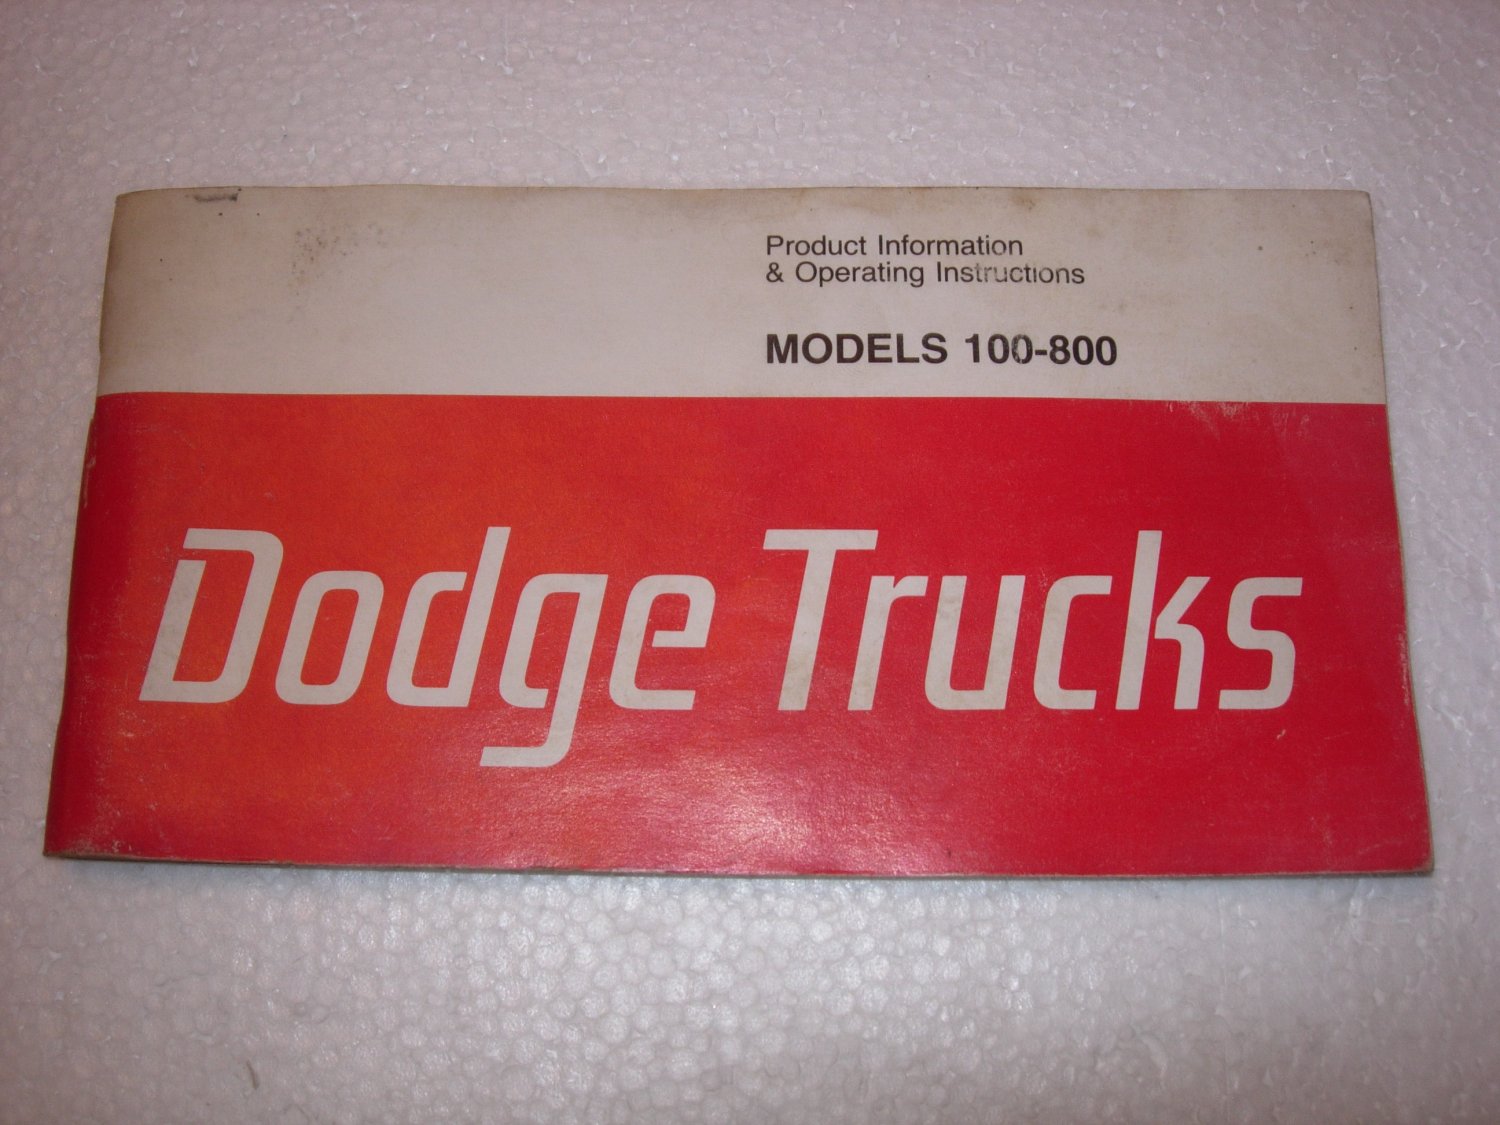 Product Information
& Operating Instructions
MODELS 100-800
Dodge Trucks